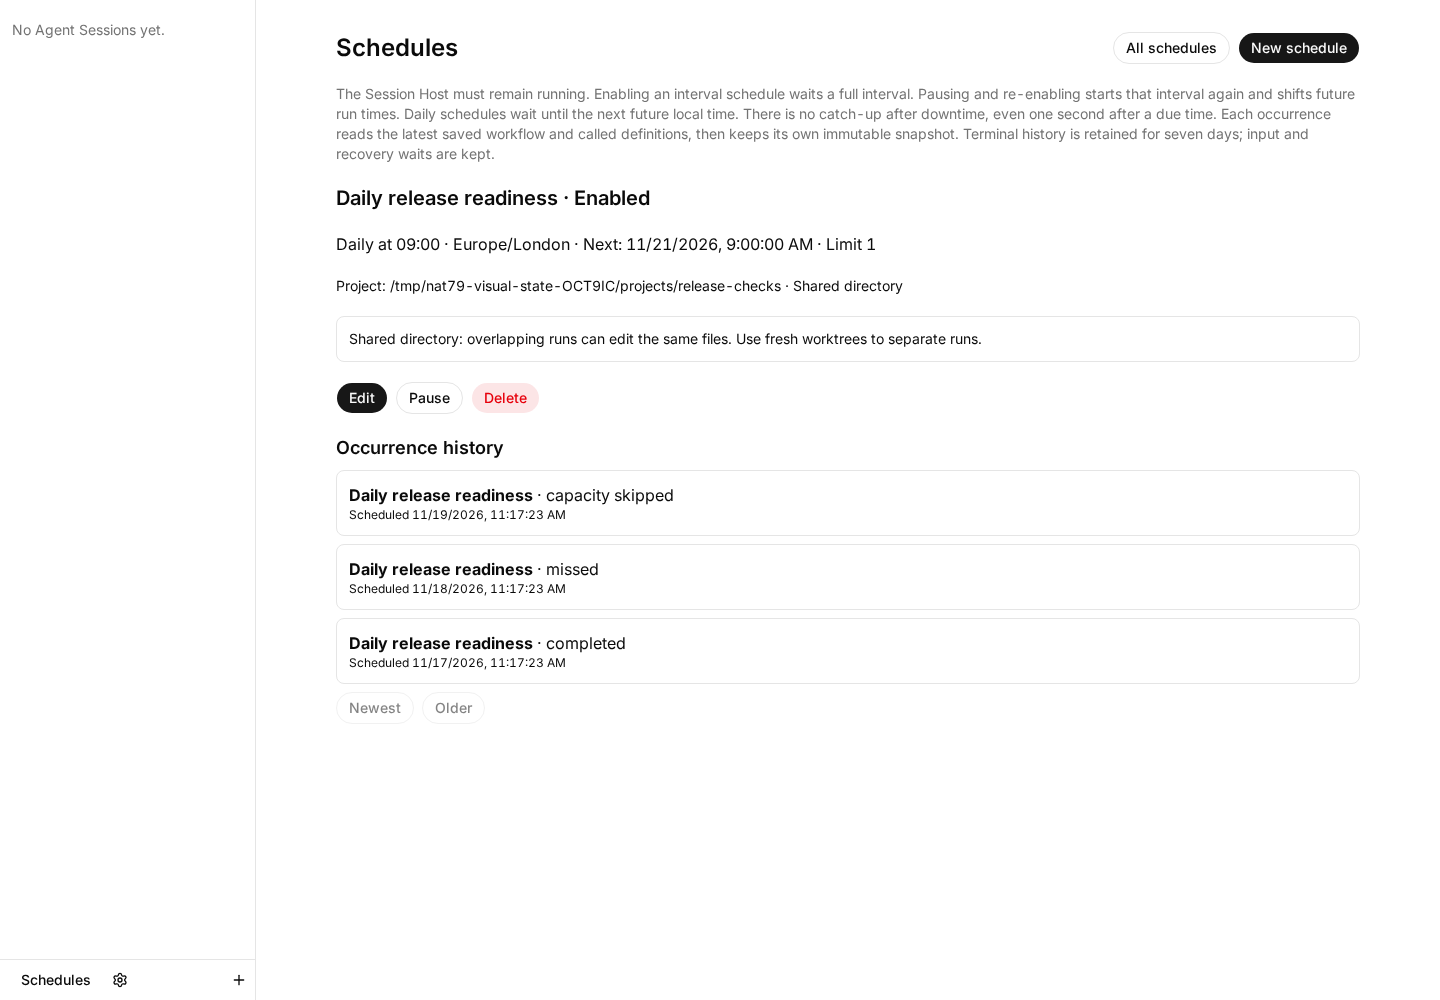 No Agent Sessions yet.
Schedules
All schedules
New schedule
The Session Host must remain running. Enabling an interval schedule waits a full interval. Pausing and re-enabling starts that interval again and shifts future
run times. Daily schedules wait until the next future local time. There is no catch-up after downtime, even one second after a due time. Each occurrence
reads the latest saved workflow and called definitions, then keeps its own immutable snapshot. Terminal history is retained for seven days; input and
recovery waits are kept.
Daily release readiness · Enabled
Daily at 09:00 · Europe/London · Next: 11/21/2026, 9:00:00 AM · Limit 1
Project: /tmp/nat79-visual-state-OCT9IC/projects/release-checks · Shared directory
Shared directory: overlapping runs can edit the same files. Use fresh worktrees to separate runs.
Edit
Pause
Delete
Occurrence history
Daily release readiness · capacity skipped
Scheduled 11/19/2026, 11:17:23 AM
Daily release readiness · missed
Scheduled 11/18/2026, 11:17:23 AM
Daily release readiness · completed
Scheduled 11/17/2026, 11:17:23 AM
Newest
Older
Schedules